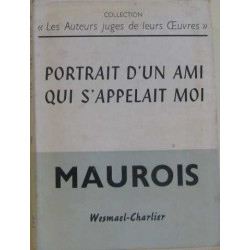 COLLECTION
« Les Auteurs juges de leurs Œuvres »
PORTRAIT D'UN AMI
QUI S'APPELAIT MOI
MAUROIS
Wesmael-Charlier